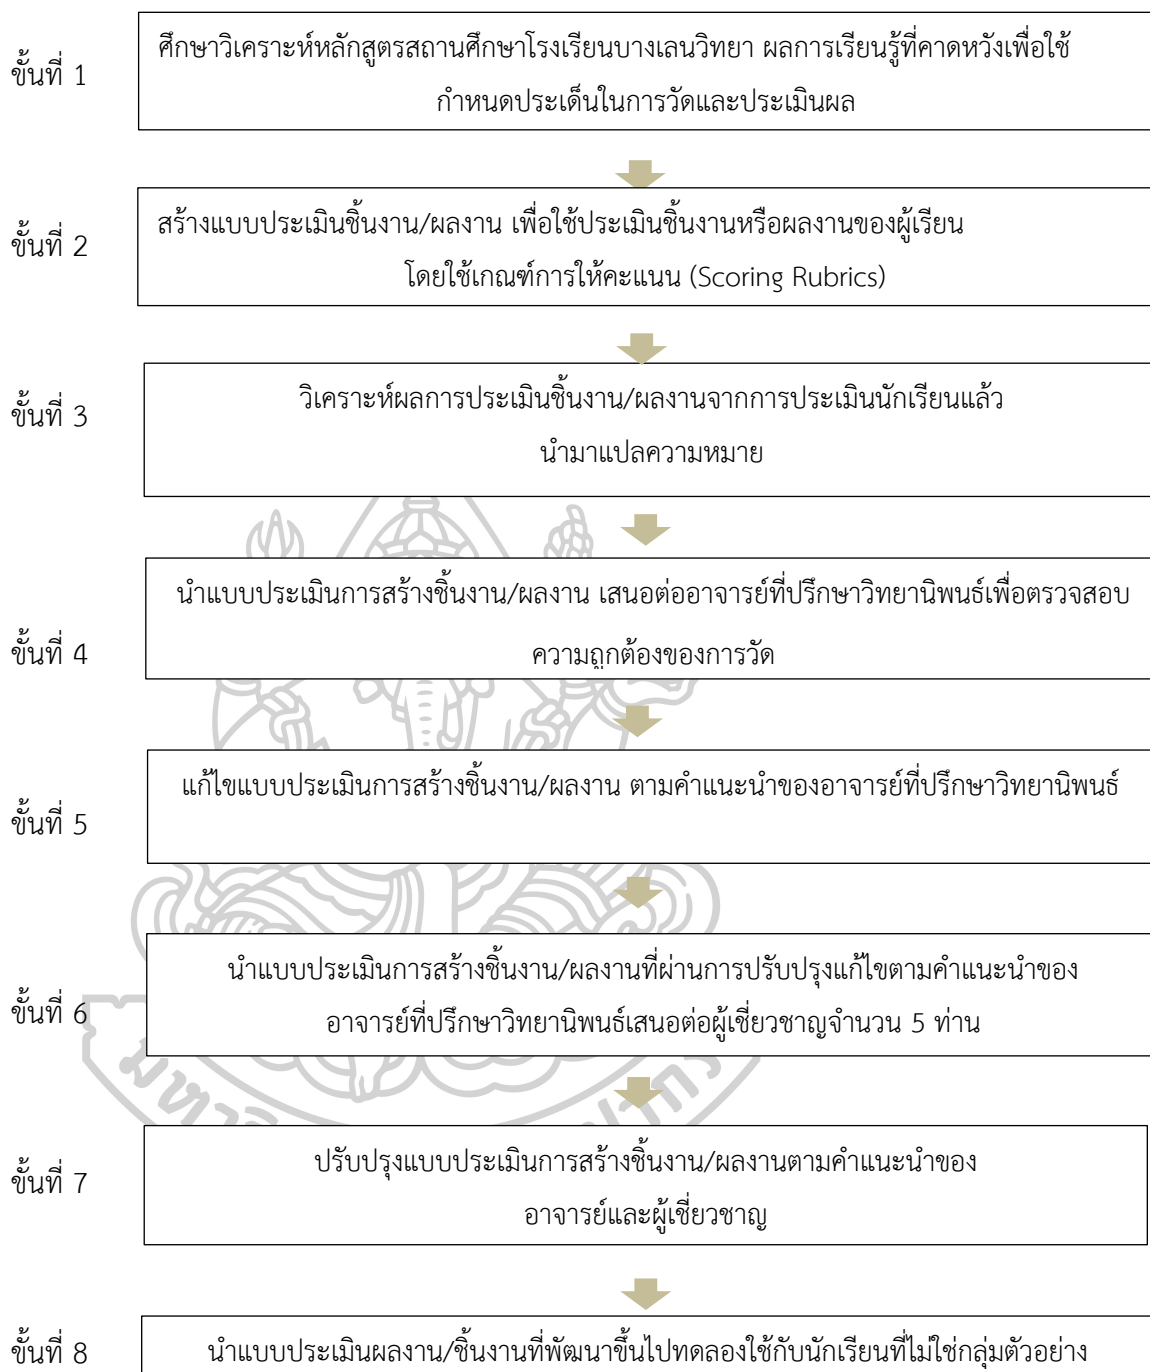 ขั้นที่ 1
ศึกษาวิเคราะห์หลักสูตรสถานศึกษาโรงเรียนบางเลนวิทยา ผลการเรียนรู้ที่คาดหวังเพื่อใช้
กำหนดประเด็นในการวัดและประเมินผล
ขั้นที่ 2
สร้างแบบประเมินชิ้นงาน/ผลงาน เพื่อใช้ประเมินชิ้นงานหรือผลงานของผู้เรียน
โดยใช้เกณฑ์การให้คะแนน (Scoring Rubrics)
ขั้นที่ 3
วิเคราะห์ผลการประเมินชิ้นงาน/ผลงานจากการประเมินนักเรียนแล้ว
นำมาแปลความหมาย
ขั้นที่ 4
นำแบบประเมินการสร้างชิ้นงาน/ผลงาน เสนอต่ออาจารย์ที่ปรึกษาวิทยานิพนธ์เพื่อตรวจสอบ
ความถูกต้องของการวัด
ขั้นที่ 5
แก้ไขแบบประเมินการสร้างชิ้นงาน/ผลงาน ตามคำแนะนำของอาจารย์ที่ปรึกษาวิทยานิพนธ์
ขั้นที่ 6
นำแบบประเมินการสร้างชิ้นงาน/ผลงานที่ผ่านการปรับปรุงแก้ไขตามคำแนะนำของ
อาจารย์ที่ปรึกษาวิทยานิพนธ์เสนอต่อผู้เชี่ยวชาญจำนวน 5 ท่าน
ขั้นที่ 7
ปรับปรุงแบบประเมินการสร้างชิ้นงาน/ผลงานตามคำแนะนำของ
อาจารย์และผู้เชี่ยวชาญ
ขั้นที่ 8
นำแบบประเมินผลงาน/ชิ้นงานที่พัฒนาขึ้นไปทดลองใช้กับนักเรียนที่ไม่ใช่กลุ่มตัวอย่าง